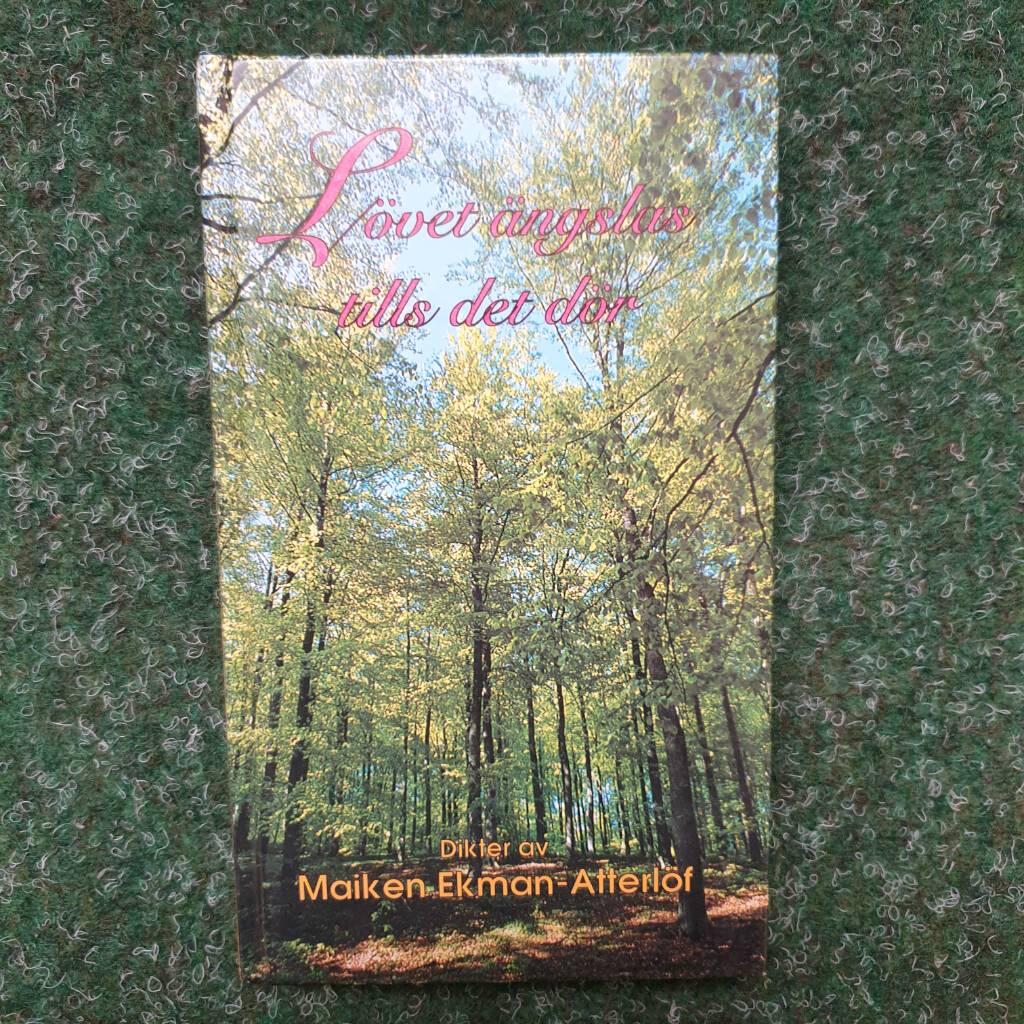 Lövet ängslas
tills det dör
Dikter av
Maiken Ekman-Atterlöf